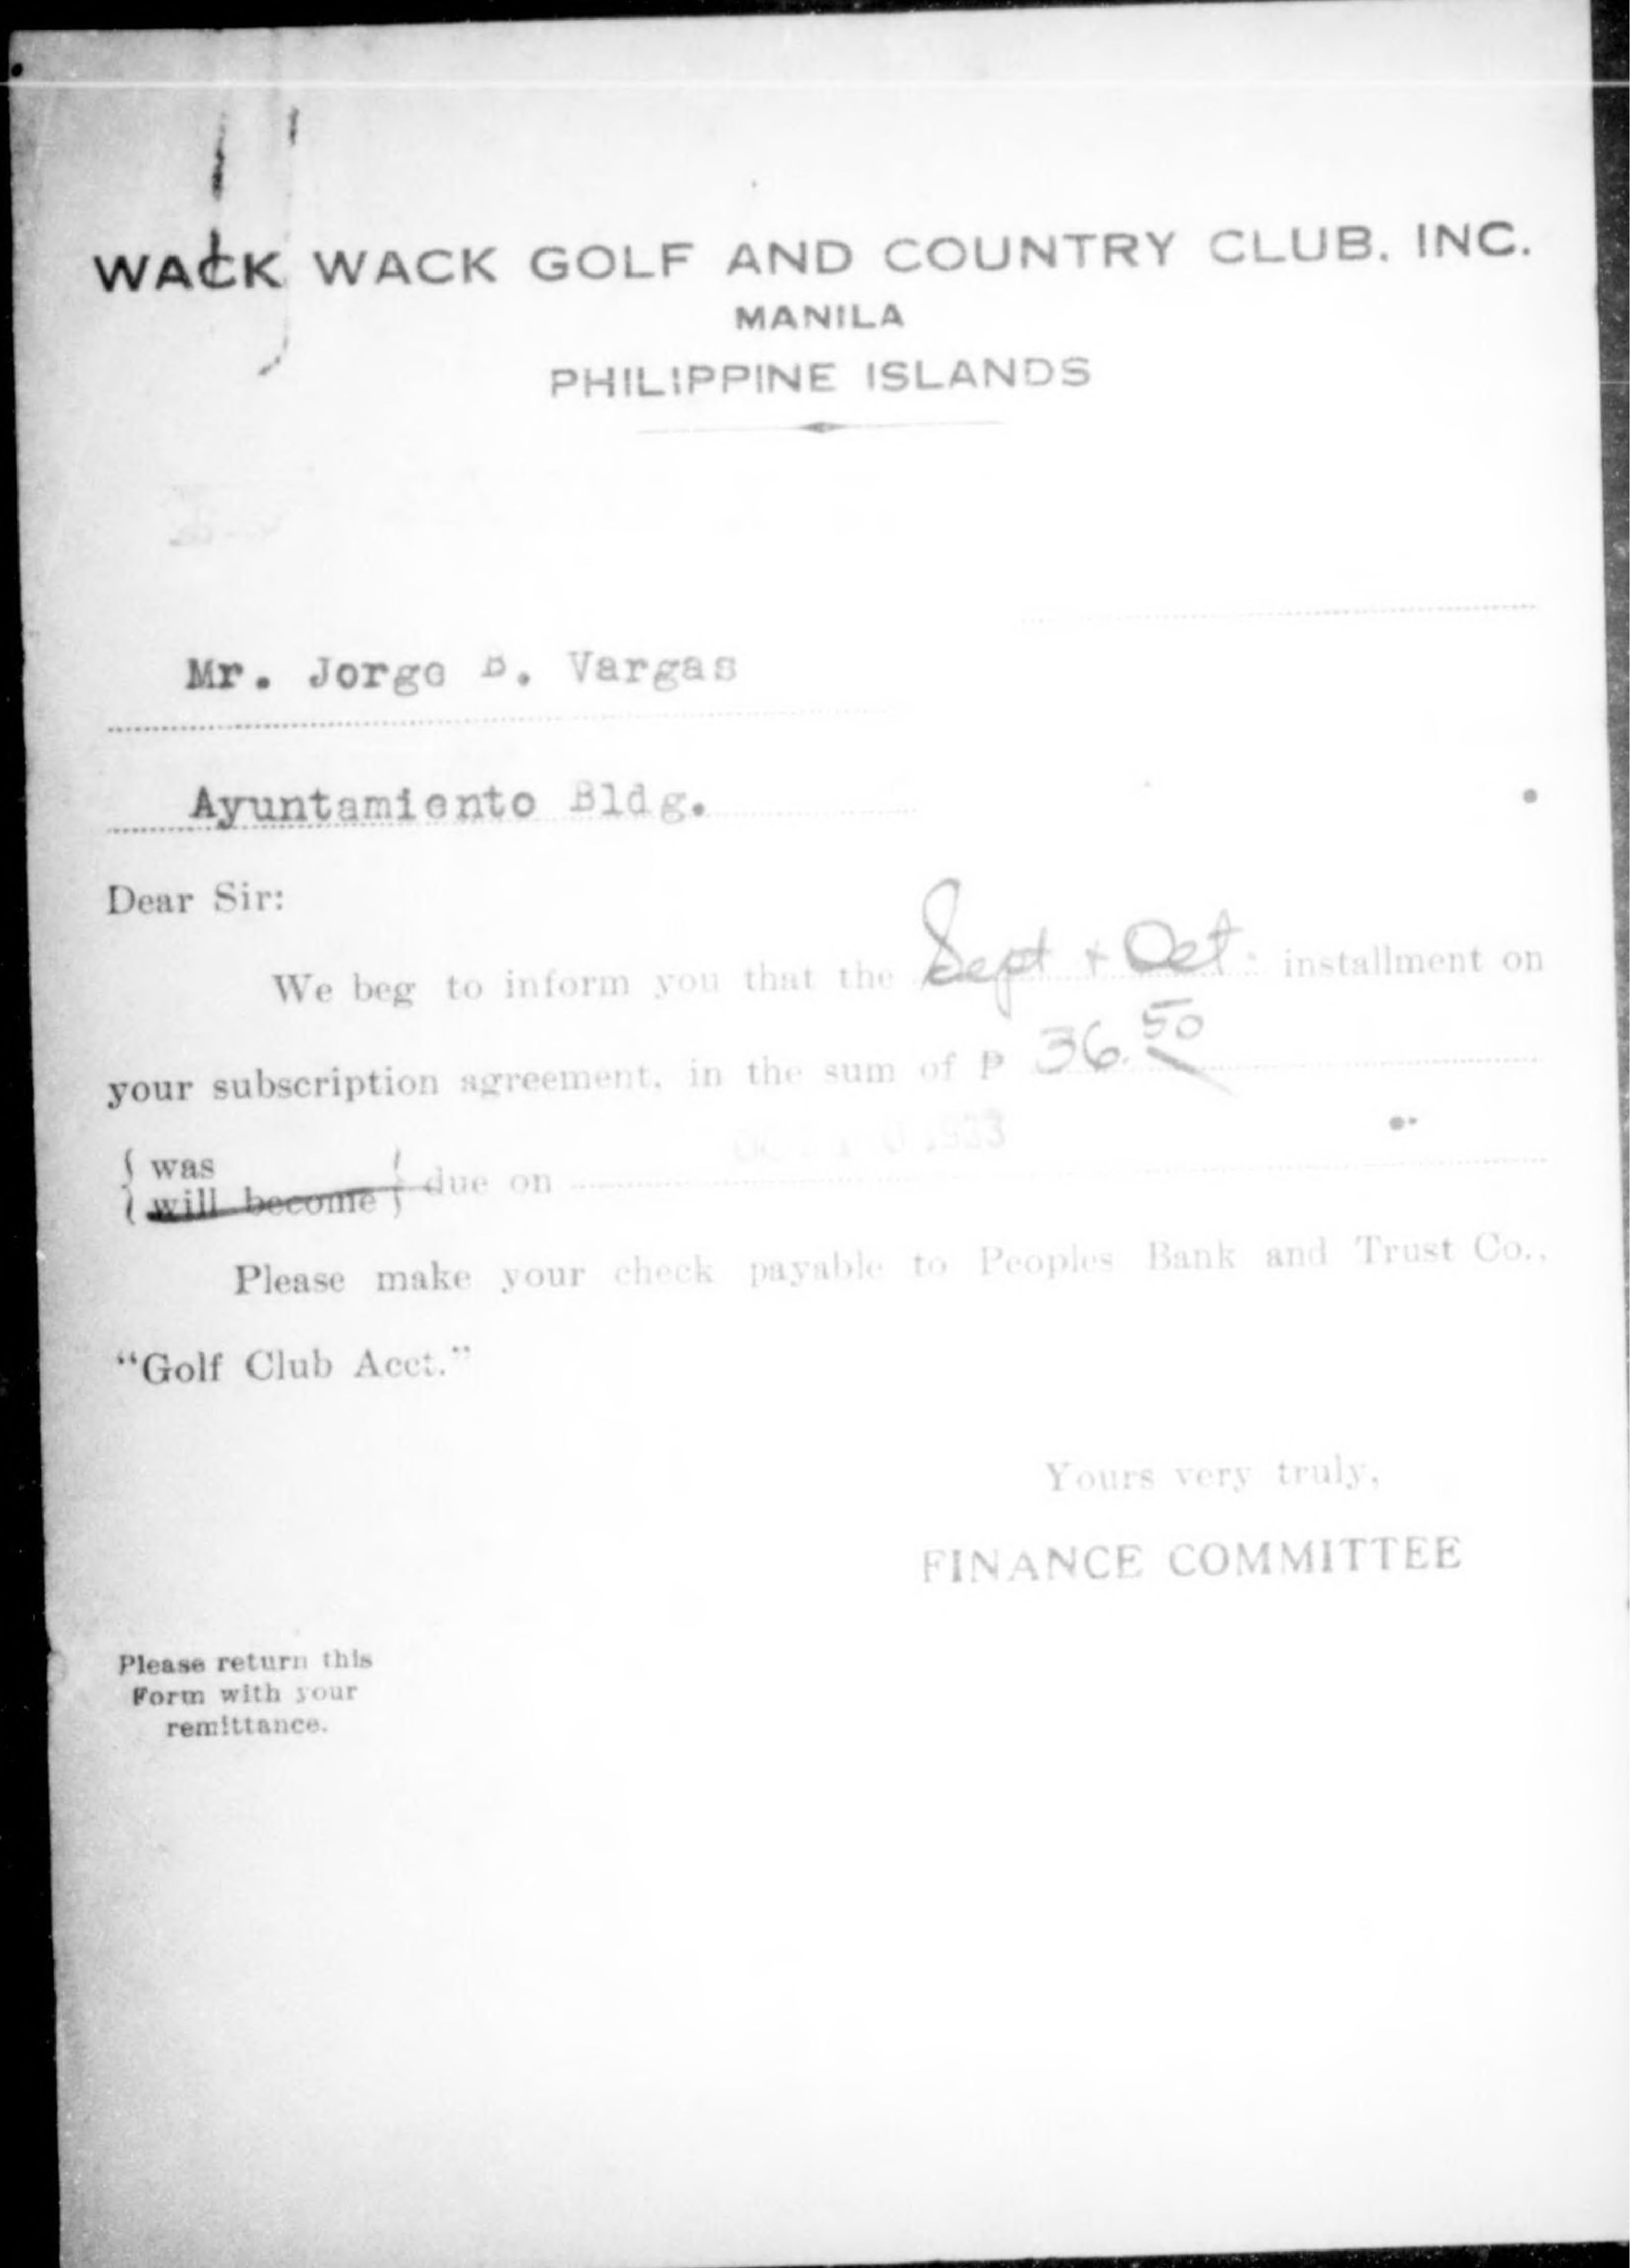 WACK WACK GOLF AND COUNTRY CLUB, INC.
MANILA
PHILIPPINE ISLANDS
Mr. Jorge B. Vargas
Ayuntamiento Bldg.
Dear Sir:
We beg to inform you that the Sept + Oct. installment on
your subscription agreement, in the sum of ₱ 36.50
was
will become
due on 1933
Please make your check payable to Peoples Bank and Trust Co.,
"Golf Club Acct."
Yours very truly,
FINANCE COMMITTEE
Please return this
Form with your
remittance.